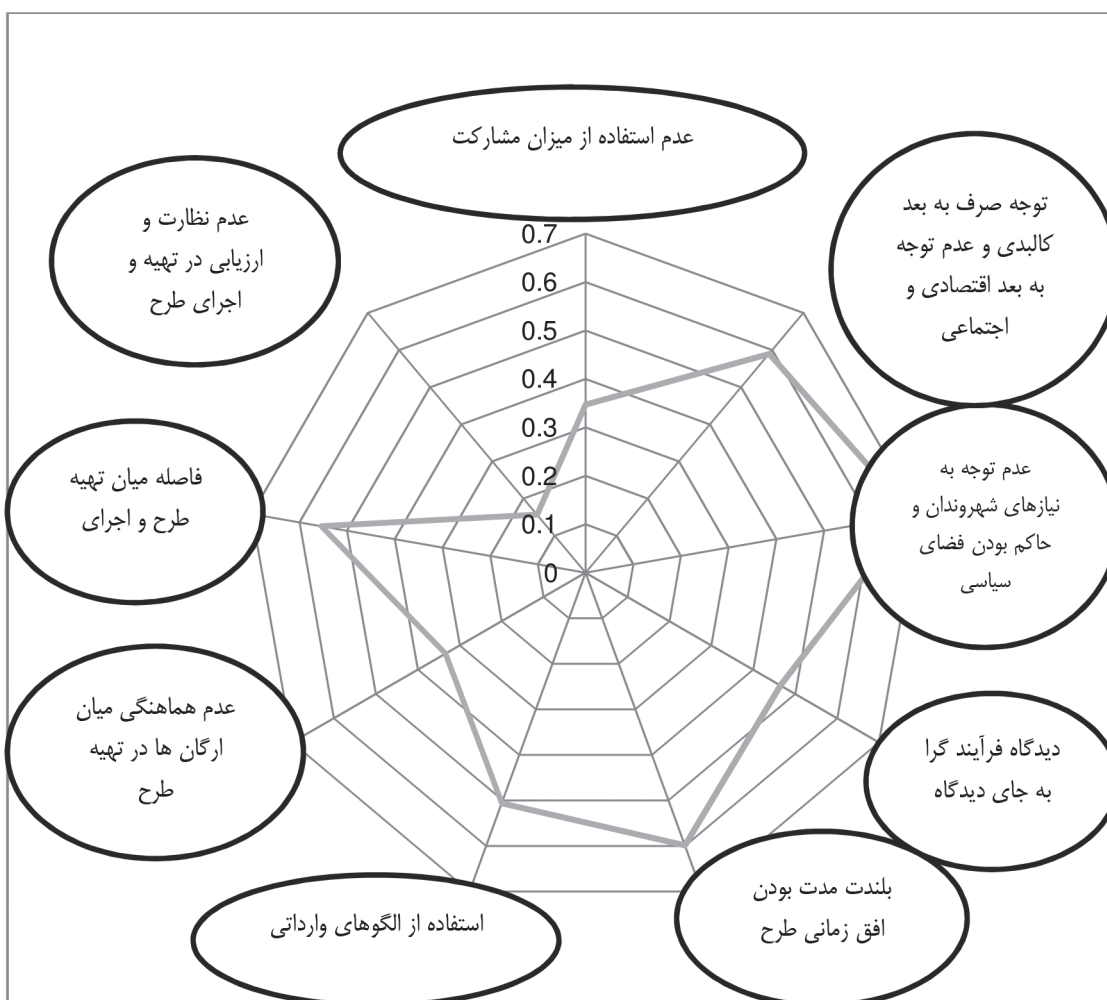 عدم استفاده از میزان مشارکت
توجه صرف به بعد
کالبدی و عدم توجه
به بعد اقتصادی و
اجتماعی
عدم توجه به
نیازهای شهروندان و
حاکم بودن فضای
سیاسی
دیدگاه فرآیند گرا
به جای دیدگاه
بلندت مدت بودن
افق زمانی طرح
استفاده از الگوهای وارداتی
عدم هماهنگی میان
ارگان ها در تهیه
طرح
فاصله میان تهیه
طرح و اجرای
عدم نظارت و
ارزیابی در تهیه و
اجرای طرح
0.7
0.6
0.5
0.4
0.3
0.2
0.1
0